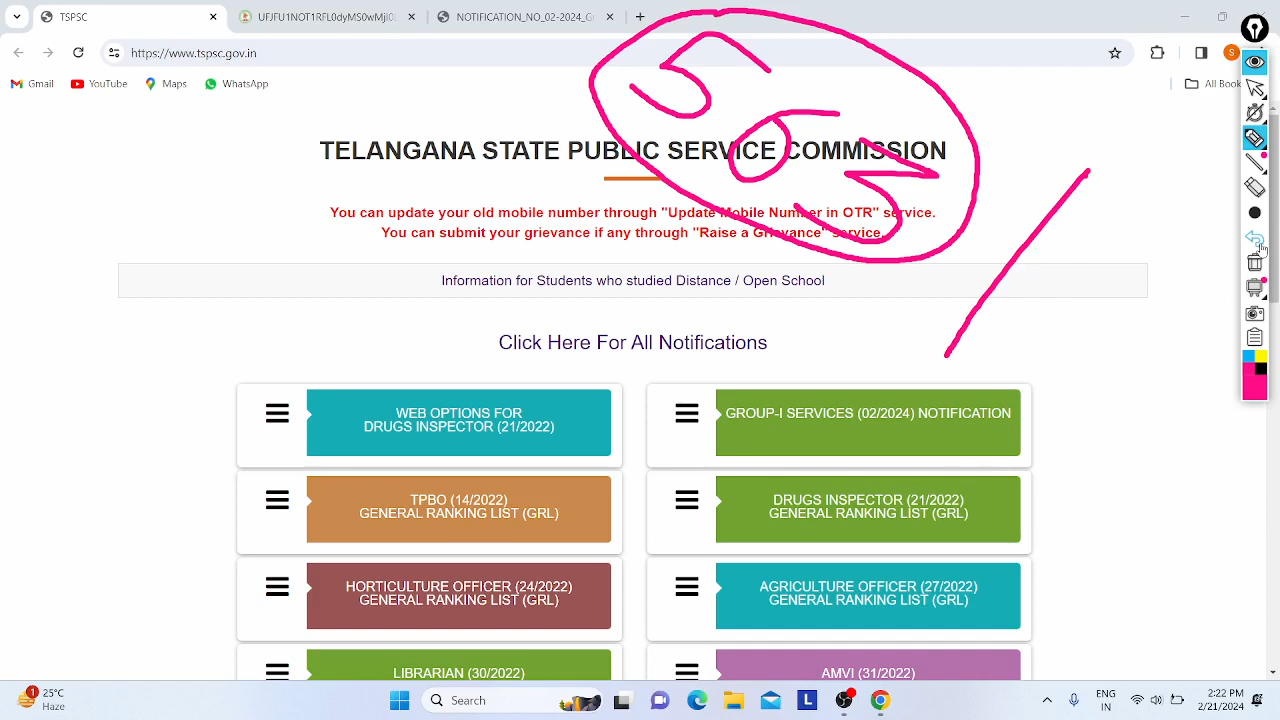 TSPSC
UFJFUTN0TRFL0dyMTEwMj/
NO_-02-2024_G
https://www.tspsc.gov.in
S
Gmail YouTube Maps WhatsApp All Book
TELANGANA STATE PUBLIC SERVICE COMMISSION
You can update your old mobile number through "Update Mobile Number in OTR" service.
You can submit your grievance if any through "Raise a Grievance" service.
Information for Students who studied Distance / Open School
Click Here For All Notifications
WEB OPTIONS FOR
DRUGS INSPECTOR (21/2022)
GROUP-I SERVICES (02/2024) NOTIFICATION
TPBO (14/2022)
GENERAL RANKING LIST (GRL)
DRUGS INSPECTOR (21/2022)
GENERAL RANKING LIST (GRL)
HORTICULTURE OFFICER (24/2022)
GENERAL RANKING LIST (GRL)
AGRICULTURE OFFICER (27/2022)
GENERAL RANKING LIST (GRL)
LIBRARIAN (30/2022)
AMVI (31/2022)
1
25°C
Haze
Search
L
ENG
IN
2:22 PM
2/21/2024